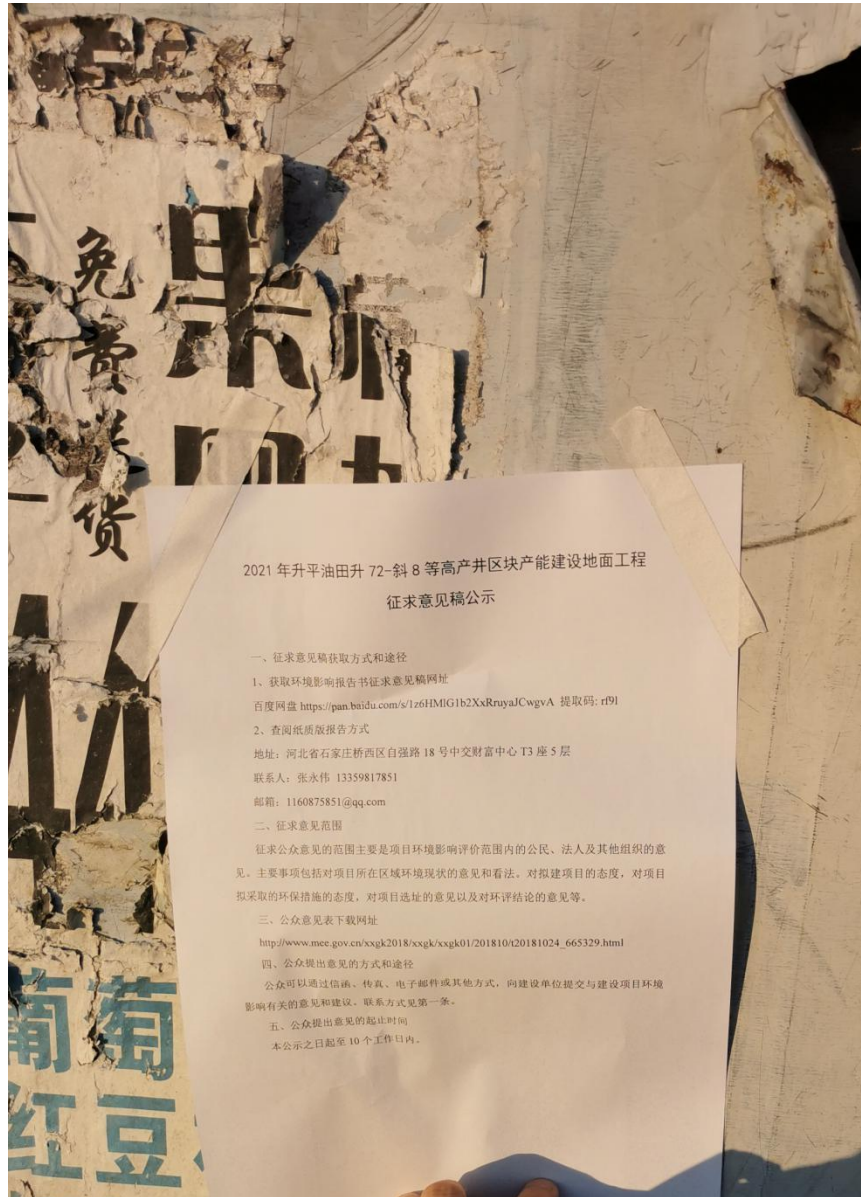 免费送货
果
葡萄
红豆
2021 年升平油田升 72-斜 8 等高产井区块产能建设地面工程
征求意见稿公示
一、征求意见稿获取方式和途径
1、获取环境影响报告书征求意见稿网址
百度网盘 https://pan.baidu.com/s/1z6HMlG1b2XxRruyaJCwgvA 提取码: rf9l
2、查阅纸质版报告方式
地址：河北省石家庄桥西区自强路 18 号中交财富中心 T3 座 5 层
联系人：张永伟 13359817851
邮箱：1160875851@qq.com
二、征求意见范围
征求公众意见的范围主要是项目环境影响评价范围内的公民、法人及其他组织的意
见。主要事项包括对项目所在区域环境现状的意见和看法，对拟建项目的态度，对项目
拟采取的环保措施的态度，对项目选址的意见以及对环评结论的意见等。
三、公众意见表下载网址
http://www.mee.gov.cn/xxgk2018/xxgk/xxgk01/201810/t20181024_665329.html
四、公众提出意见的方式和途径
公众可以通过信函、传真、电子邮件或其他方式，向建设单位提交与建设项目环境
影响有关的意见和建议，联系方式见第一条。
五、公众提出意见的起止时间
本公示之日起至 10 个工作日内。